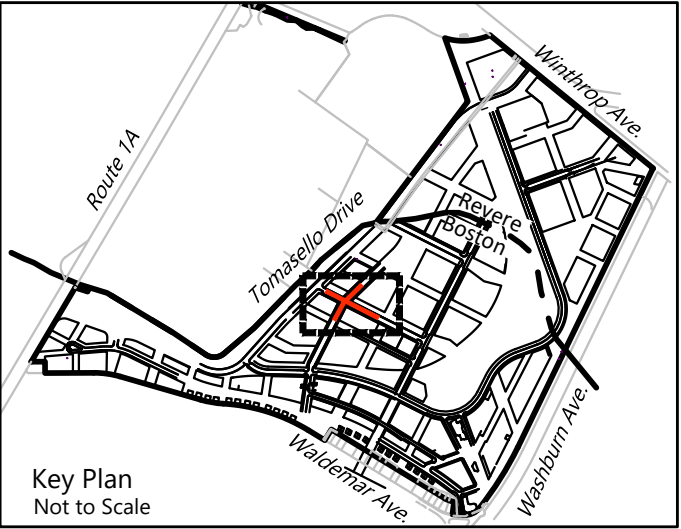 Winthrop Ave.
Route 1A
Tomasello Drive
Revere
Boston
Washburn Ave.
Waldemar Ave.
Key Plan
Not to Scale